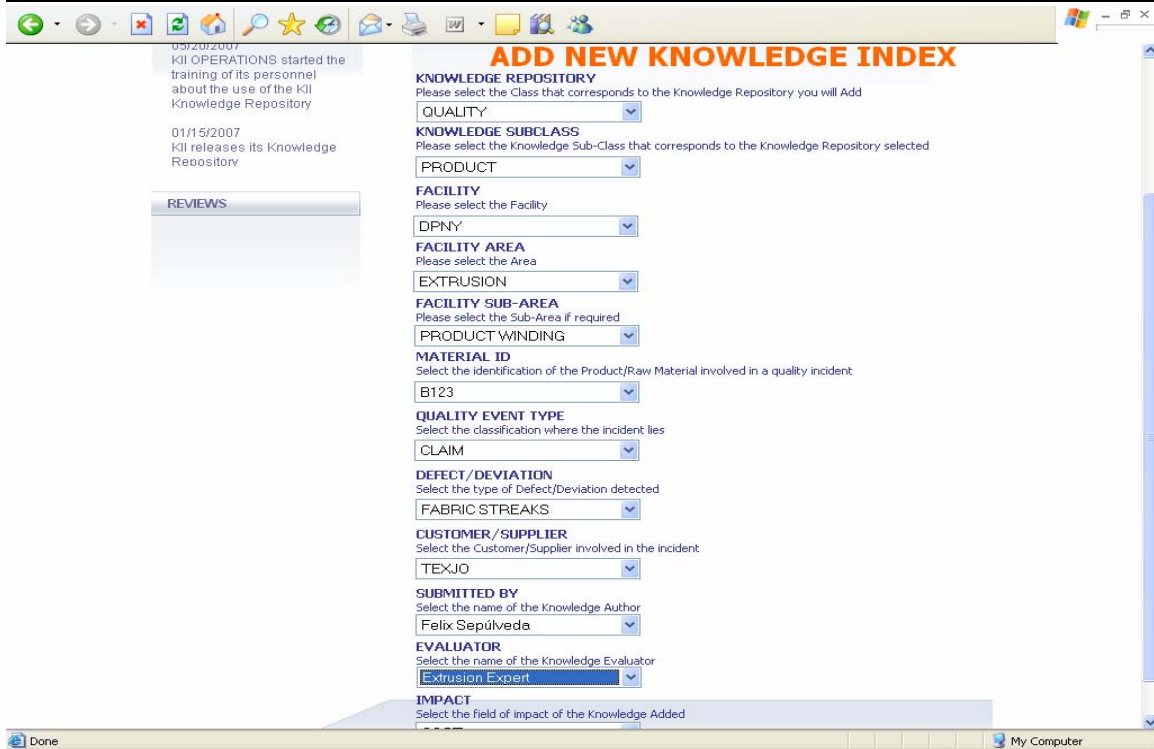 05/20/2007
KII OPERATIONS started the
training of its personnel
about the use of the KII
Knowledge Repository
01/15/2007
KII releases its Knowledge
Repository
REVIEWS
ADD NEW KNOWLEDGE INDEX
KNOWLEDGE REPOSITORY
Please select the Class that corresponds to the Knowledge Repository you will Add
QUALITY
KNOWLEDGE SUBCLASS
Please select the Knowledge Sub-Class that corresponds to the Knowledge Repository selected
PRODUCT
FACILITY
Please select the Facility
DPNY
FACILITY AREA
Please select the Area
EXTRUSION
FACILITY SUB-AREA
Please select the Sub-Area if required
PRODUCT WINDING
MATERIAL ID
Select the identification of the Product/Raw Material involved in a quality incident
B123
QUALITY EVENT TYPE
Select the classification where the incident lies
CLAIM
DEFECT/DEVIATION
Select the type of Defect/Deviation detected
FABRIC STREAKS
CUSTOMER/SUPPLIER
Select the Customer/Supplier involved in the incident
TEXJO
SUBMITTED BY
Select the name of the Knowledge Author
Felix Sepúlveda
EVALUATOR
Select the name of the Knowledge Evaluator
Extrusion Expert
IMPACT
Select the field of impact of the Knowledge Added
Done
My Computer